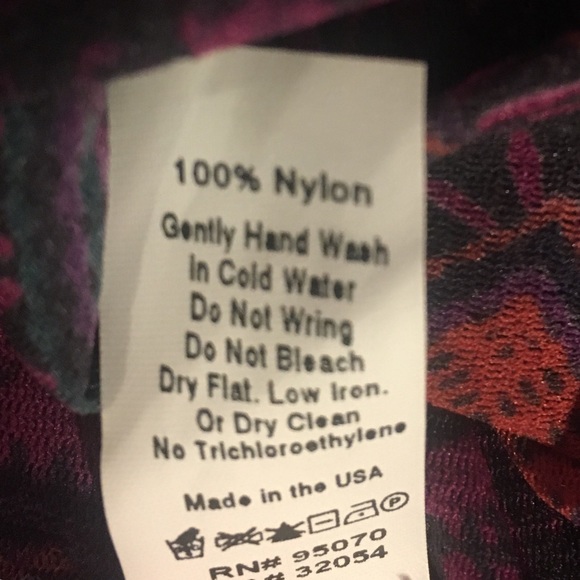 100% Nylon
Gently Hand Wash
In Cold Water
Do Not Wring
Do Not Bleach
Dry Flat. Low Iron.
Or Dry Clean
No Trichloroethylene
Made in the USA
P
RN# 95070
# 32054